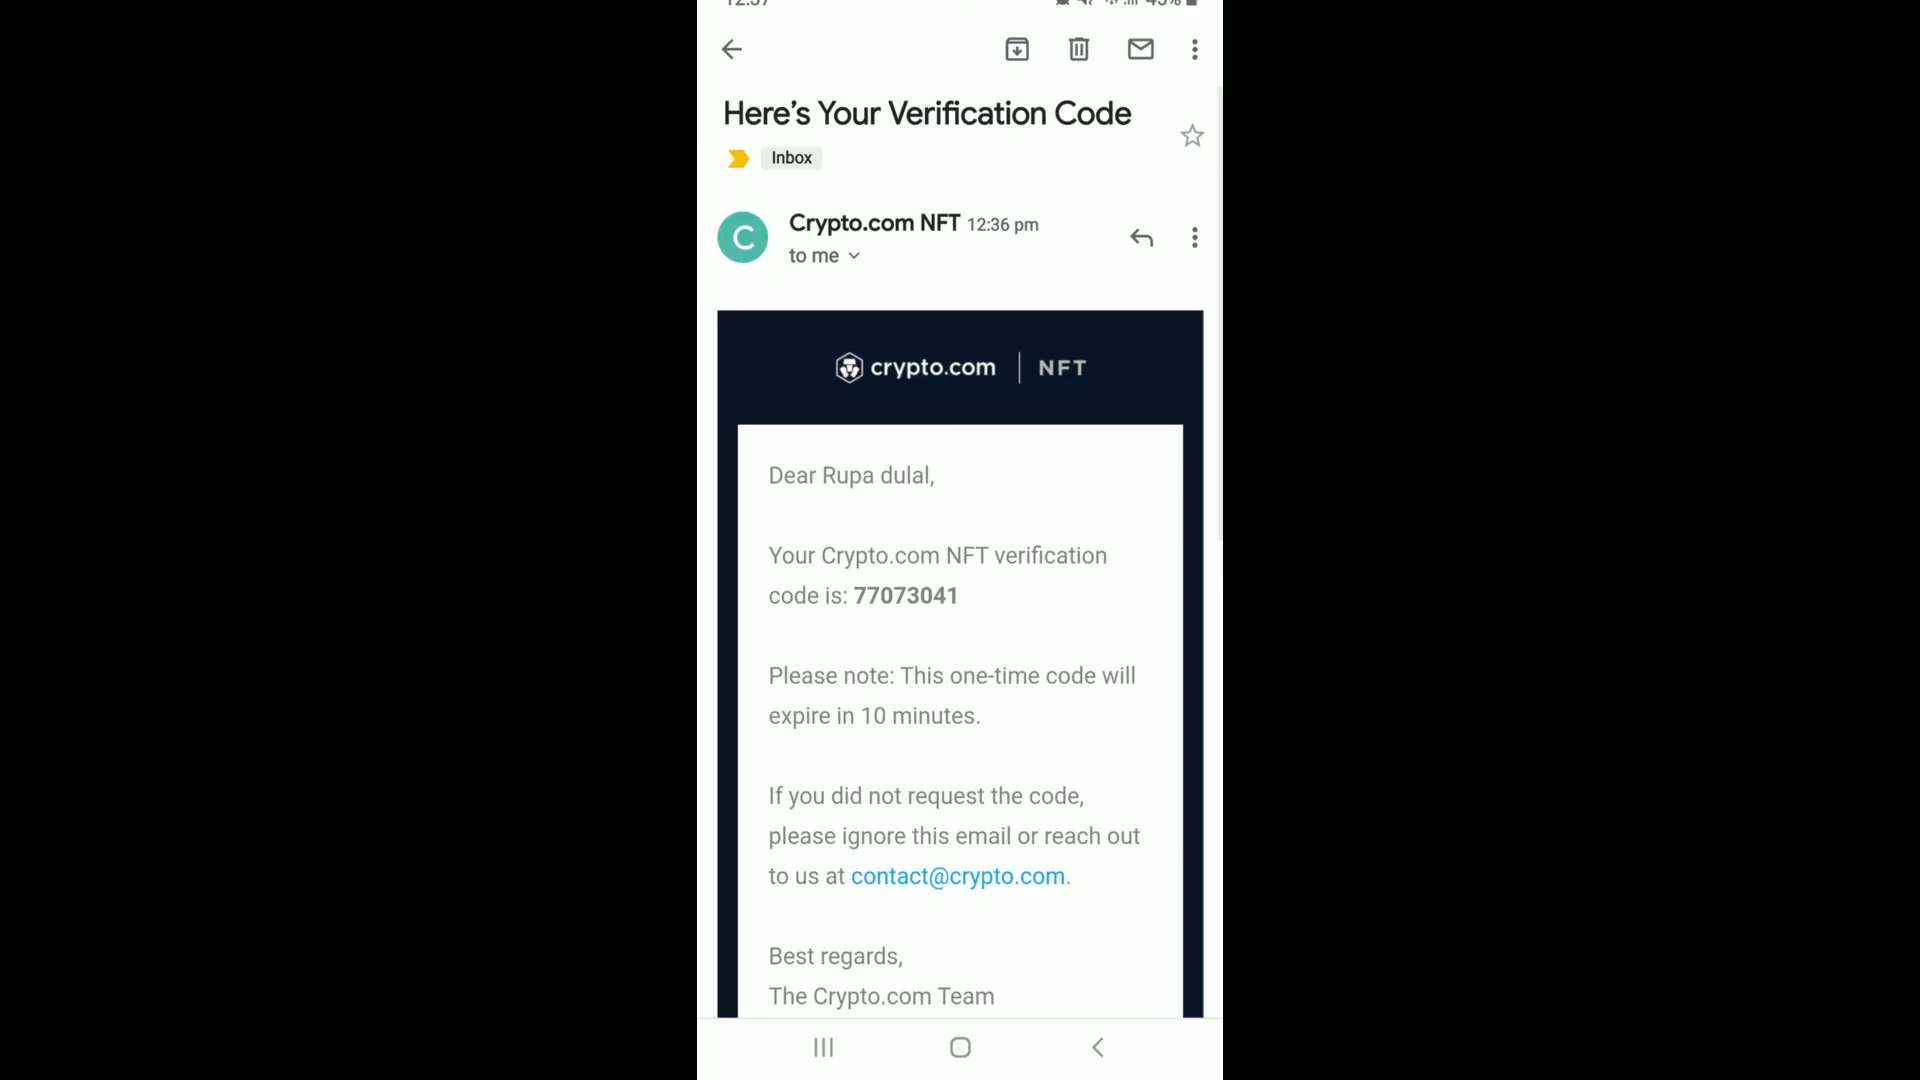 Here’s Your Verification Code
Inbox
C
Crypto.com NFT 12:36 pm
to me
crypto.com | NFT
Dear Rupa dulal,
Your Crypto.com NFT verification
code is: 77073041
Please note: This one-time code will
expire in 10 minutes.
If you did not request the code,
please ignore this email or reach out
to us at contact@crypto.com.
Best regards,
The Crypto.com Team